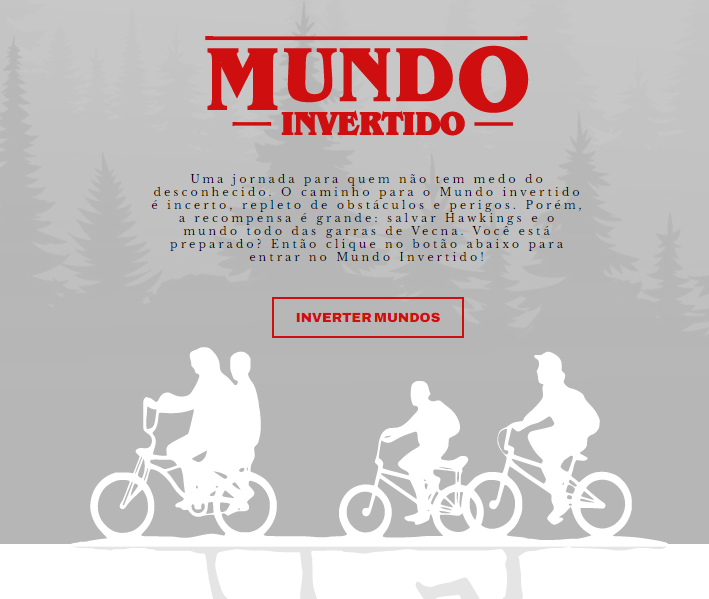 MUNDO
INVERTIDO
Uma jornada para quem não tem medo do
desconhecido. O caminho para o Mundo invertido
é incerto, repleto de obstáculos e perigos. Porém,
a recompensa é grande: salvar Hawkings e o
mundo todo das garras de Vecna. Você está
preparado? Então clique no botão abaixo para
entrar no Mundo Invertido!
INVERTER MUNDOS